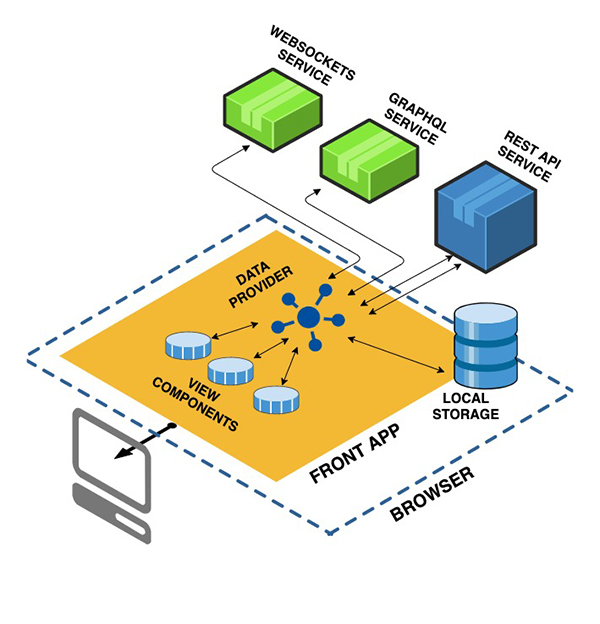 WEBSOCKETS
SERVICE
GRAPHQL
SERVICE
REST API
SERVICE
DATA
PROVIDER
VIEW
COMPONENTS
LOCAL
STORAGE
FRONT APP
BROWSER